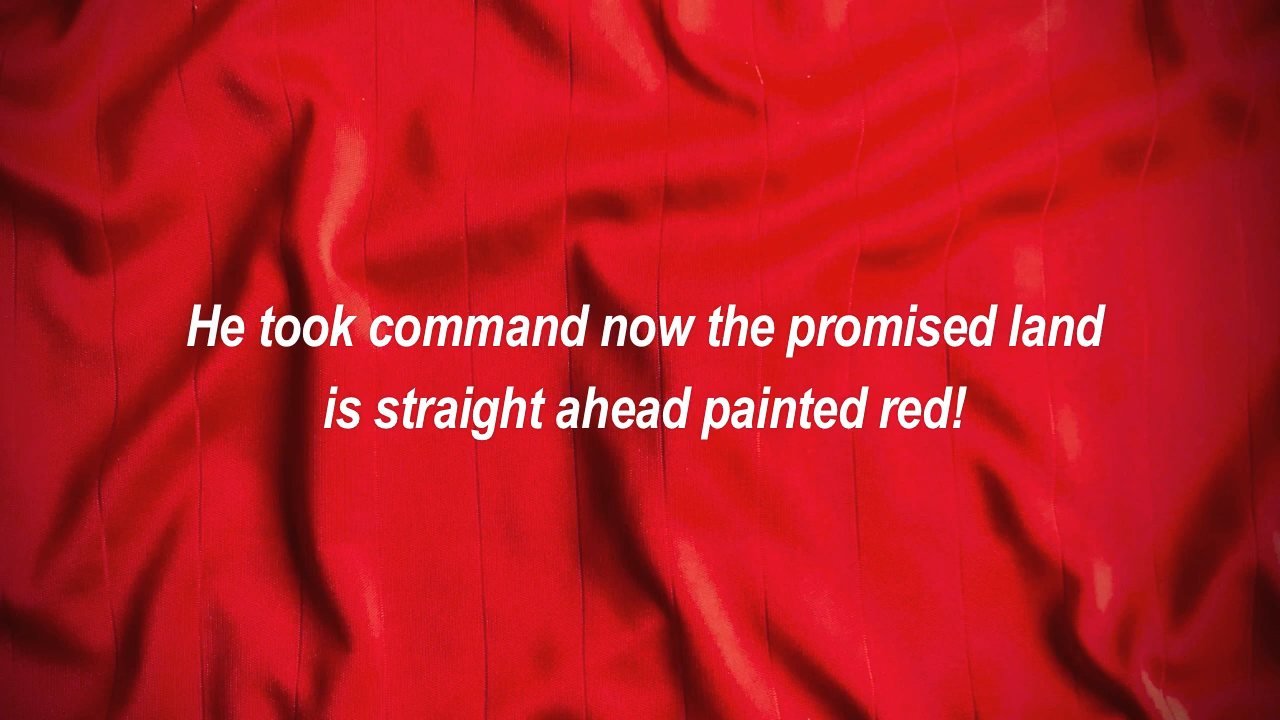 He took command now the promised land
is straight ahead painted red!